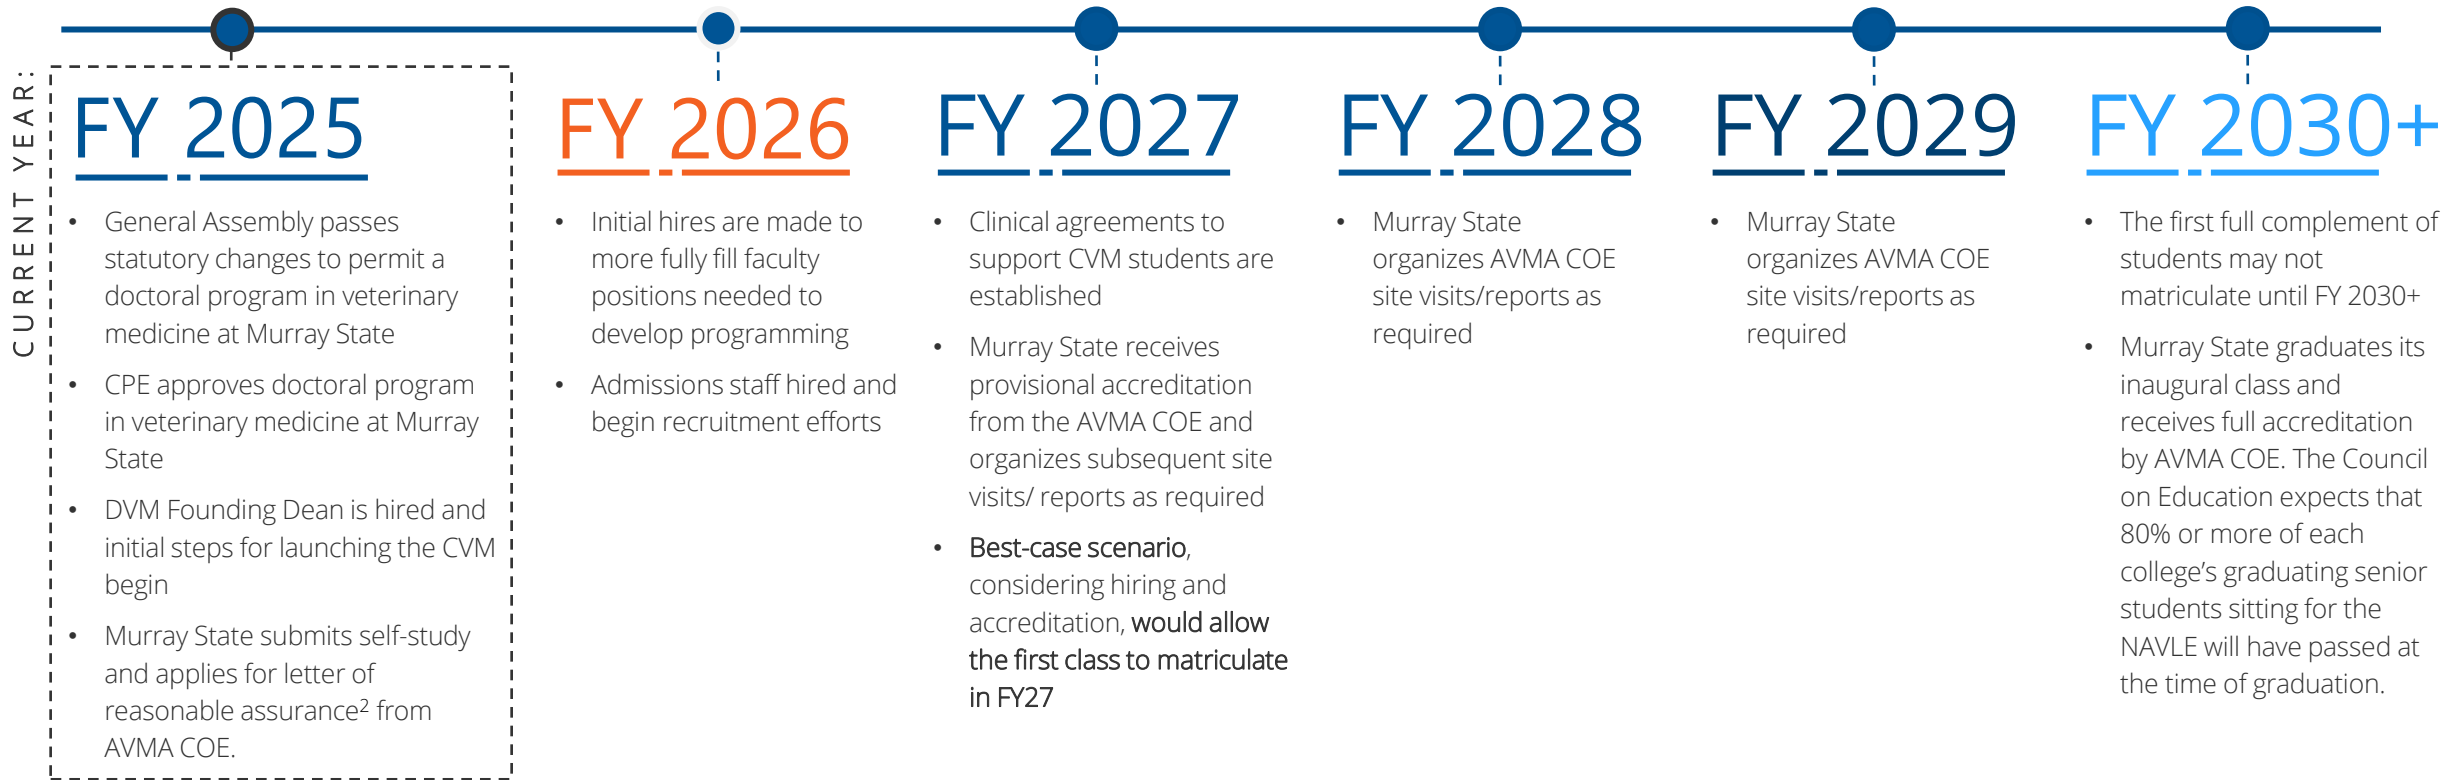 CURRENT YEAR:
FY 2025
• General Assembly passes
statutory changes to permit a
doctoral program in veterinary
medicine at Murray State
• CPE approves doctoral program
in veterinary medicine at Murray
State
• DVM Founding Dean is hired and
initial steps for launching the CVM
begin
• Murray State submits self-study
and applies for letter of
reasonable assurance² from
AVMA COE.
FY 2026
• Initial hires are made to
more fully fill faculty
positions needed to
develop programming
• Admissions staff hired and
begin recruitment efforts
FY 2027
• Clinical agreements to
support CVM students are
established
• Murray State receives
provisional accreditation
from the AVMA COE and
organizes subsequent site
visits/ reports as required
• Best-case scenario,
considering hiring and
accreditation, would allow
the first class to matriculate
in FY27
FY 2028
• Murray State
organizes AVMA COE
site visits/reports as
required
FY 2029
• Murray State
organizes AVMA COE
site visits/reports as
required
FY 2030+
• The first full complement of
students may not
matriculate until FY 2030+
• Murray State graduates its
inaugural class and
receives full accreditation
by AVMA COE. The Council
on Education expects that
80% or more of each
college’s graduating senior
students sitting for the
NAVLE will have passed at
the time of graduation.